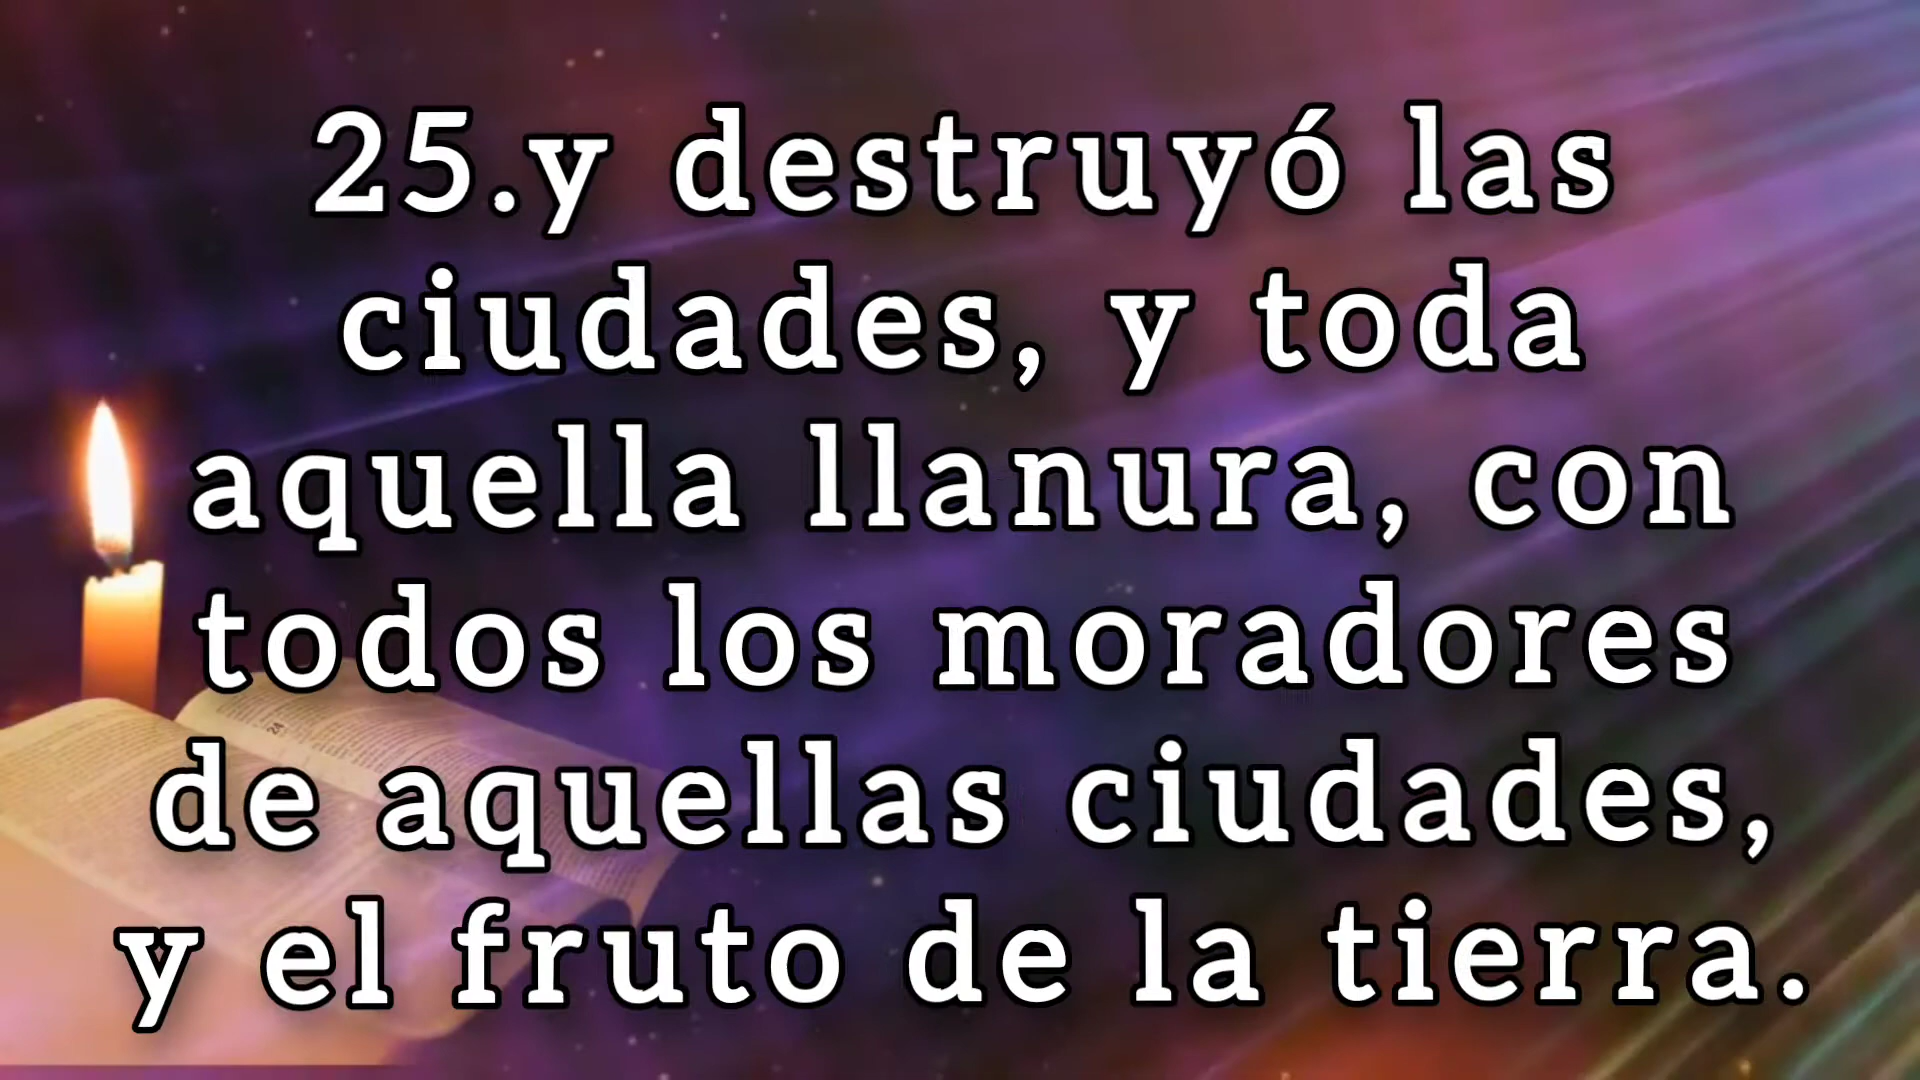 25.y destruyó las
ciudades, y toda
aquella llanura, con
todos los moradores
de aquellas ciudades,
y el fruto de la tierra.